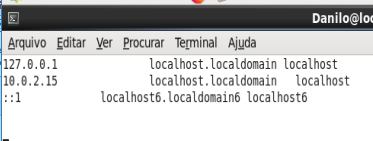 Danilo@loc
Arquivo Editar Ver Procurar Terminal Ajuda
127.0.0.1 localhost.localdomain localhost
10.0.2.15 localhost.localdomain localhost
::1 localhost6.localdomain6 localhost6